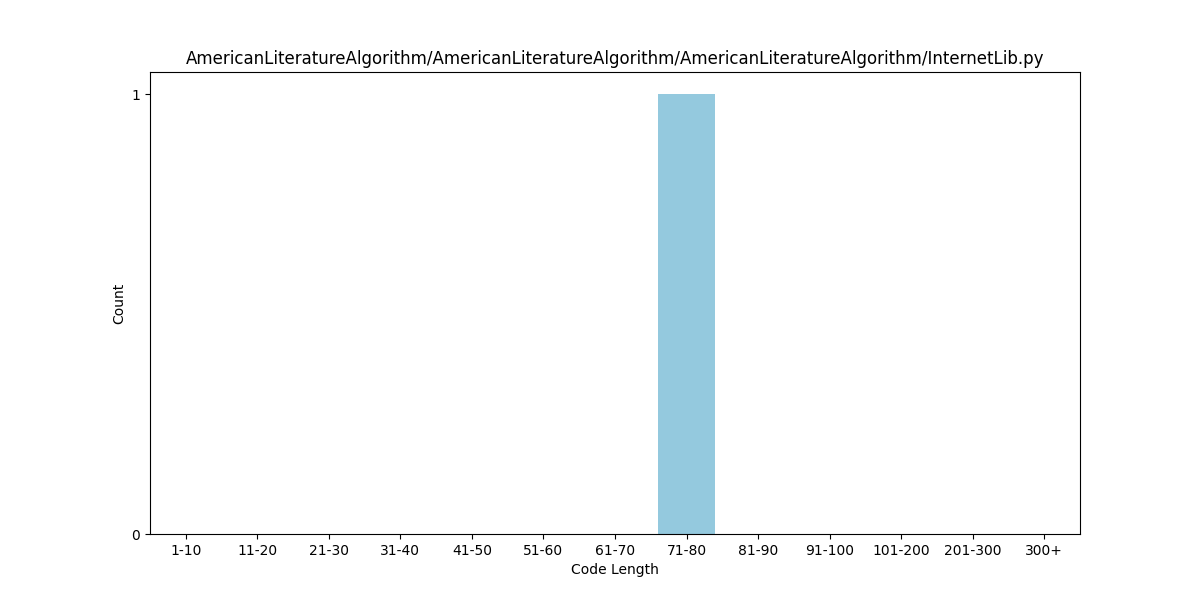 AmericanLiteratureAlgorithm/AmericanLiteratureAlgorithm/AmericanLiteratureAlgorithm/InternetLib.py
1
Count
0
1-10 11-20 21-30 31-40 41-50 51-60 61-70 71-80 81-90 91-100 101-200 201-300 300+
Code Length